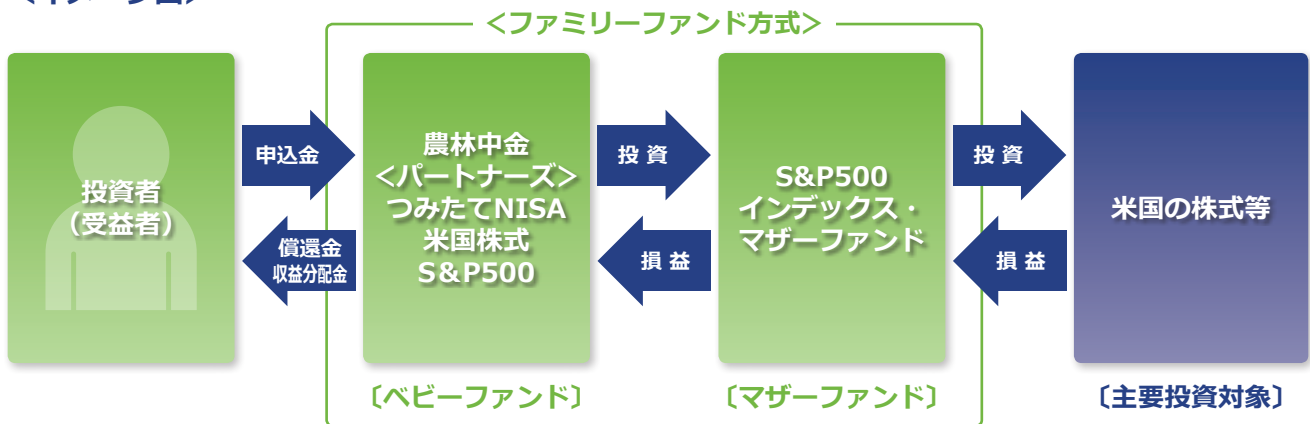 ＜ファミリーファンド方式＞
投資者
（受益者）
申込金
償還金
収益分配金
農林中金
＜パートナーズ＞
つみたてNISA
米国株式
S&P500
投 資
損 益
S&P500
インデックス・
マザーファンド
投 資
損 益
米国の株式等
〔ベビーファンド〕
〔マザーファンド〕
〔主要投資対象〕